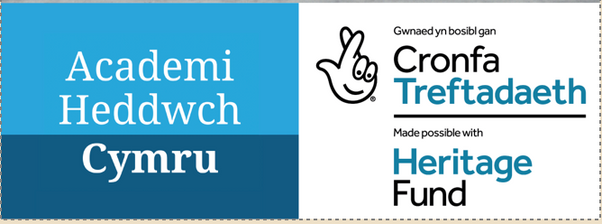 Academi
Heddwch
Cymru
Gwnaed yn bosibl gan
Cronfa
Treftadaeth
Made possible with
Heritage
Fund